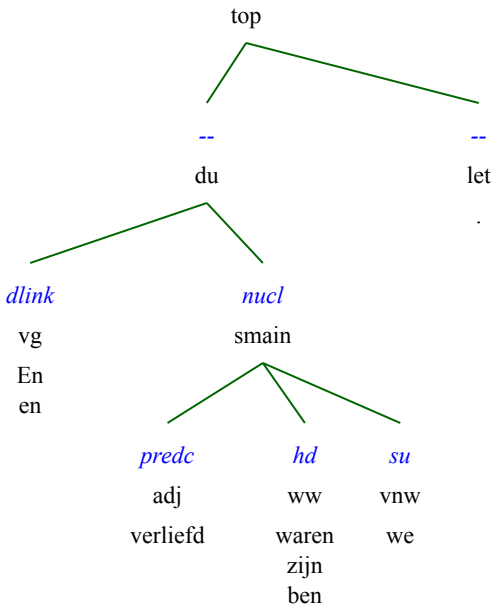 top
-- --
du let
.
dlink nucl
vg smain
En
en
predc hd su
adj ww vnw
verliefd waren we
zijn
ben